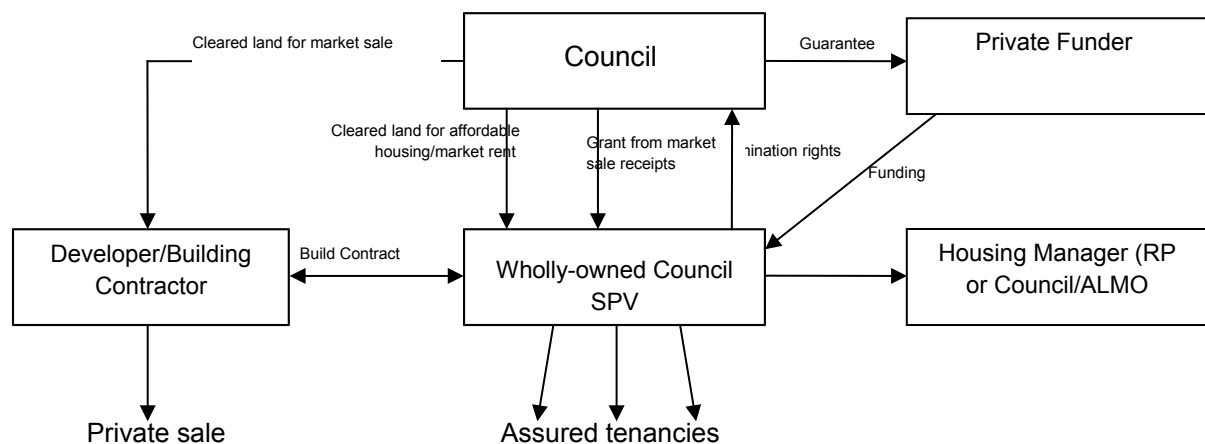 Cleared land for market sale
Council
Guarantee
Private Funder
Cleared land for affordable
housing/market rent
Grant from market
sale receipts
nination rights
Funding
Developer/Building
Contractor
Build Contract
Wholly-owned Council
SPV
Housing Manager (RP
or Council/ALMO
Private sale
Assured tenancies